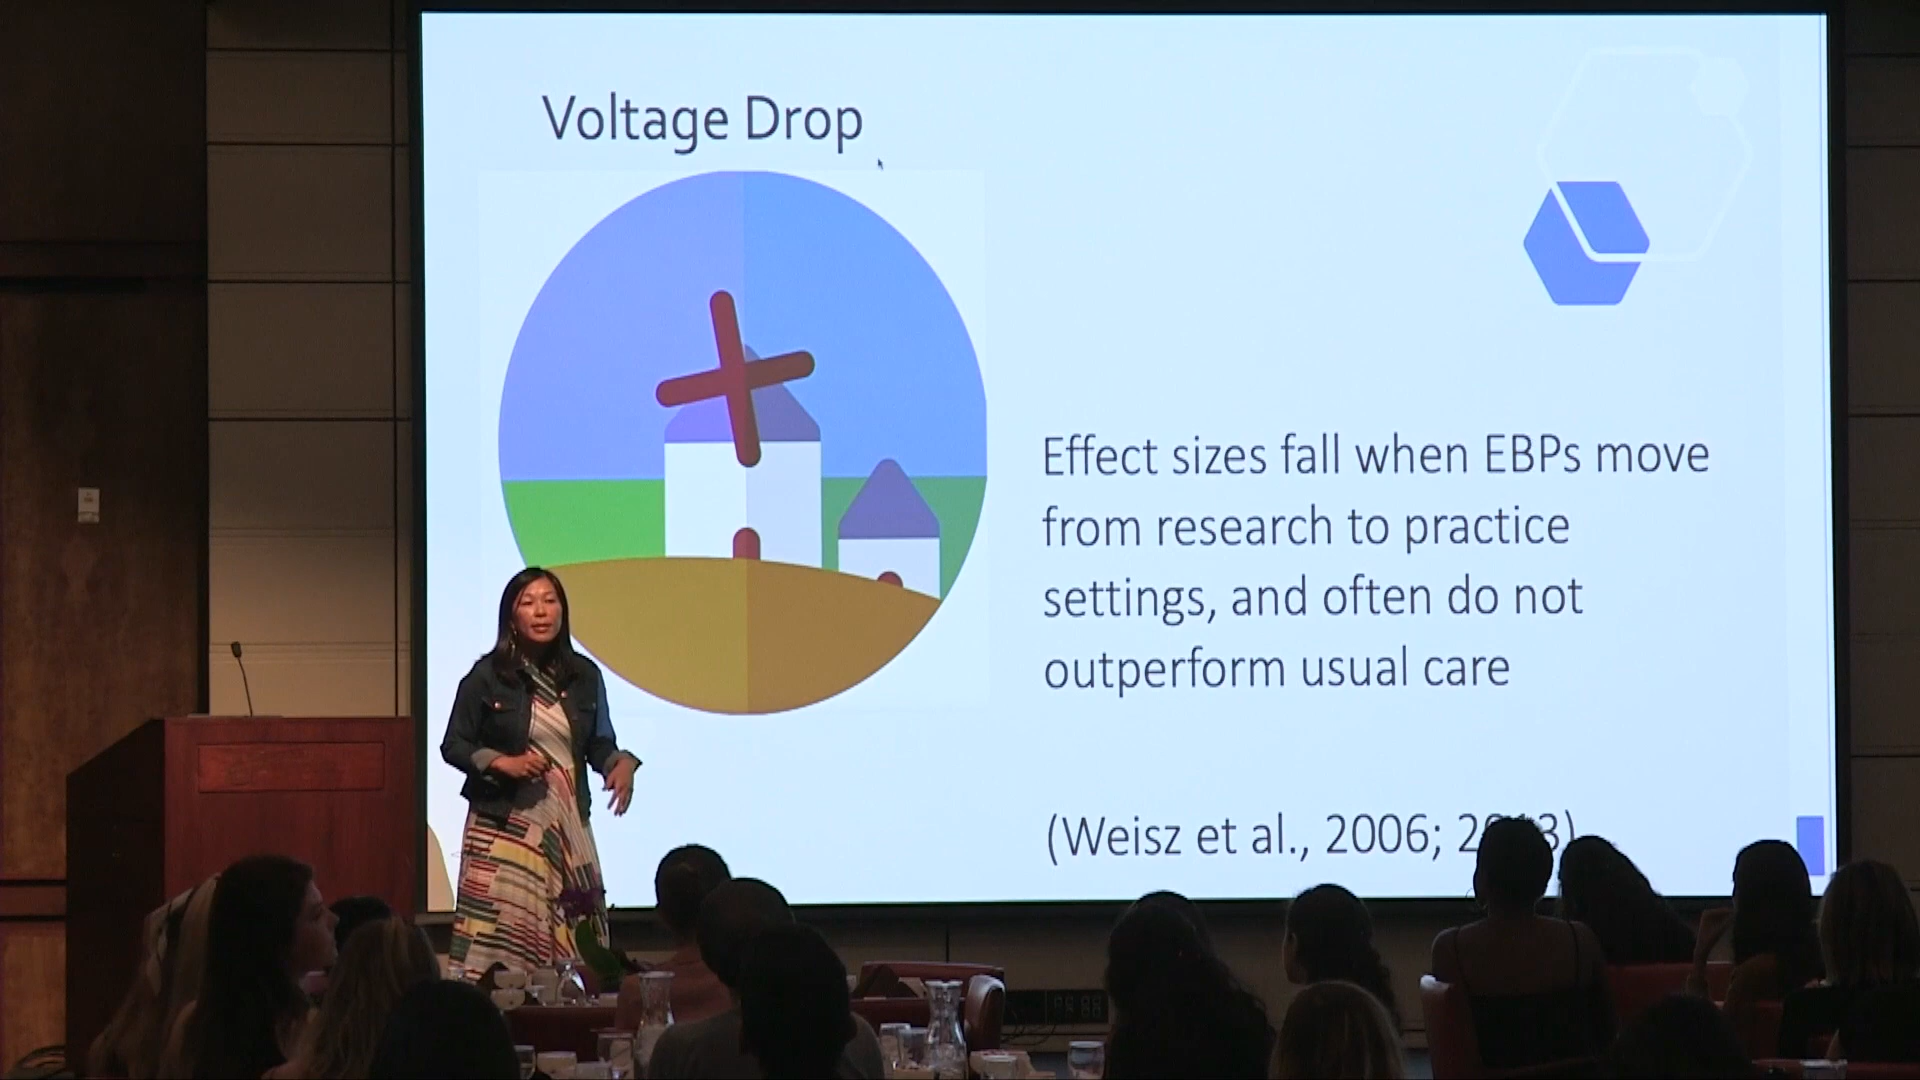 Voltage Drop
Effect sizes fall when EBPs move
from research to practice
settings, and often do not
outperform usual care
(Weisz et al., 2006;